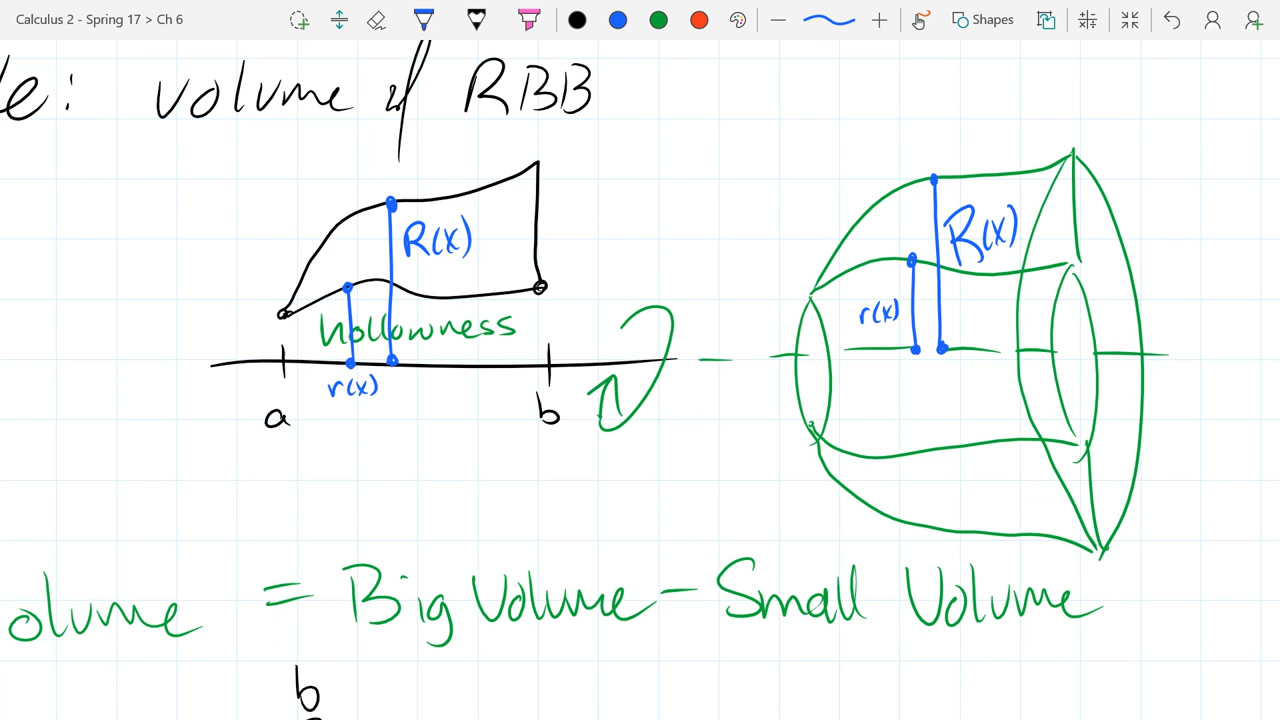 Calculus 2 - Spring 17 > Ch 6
Shapes
le: volume of RBB
R(x)
hollowness
r(x)
a
b
R(x)
r(x)
olume = Big Volume - Small Volume
b